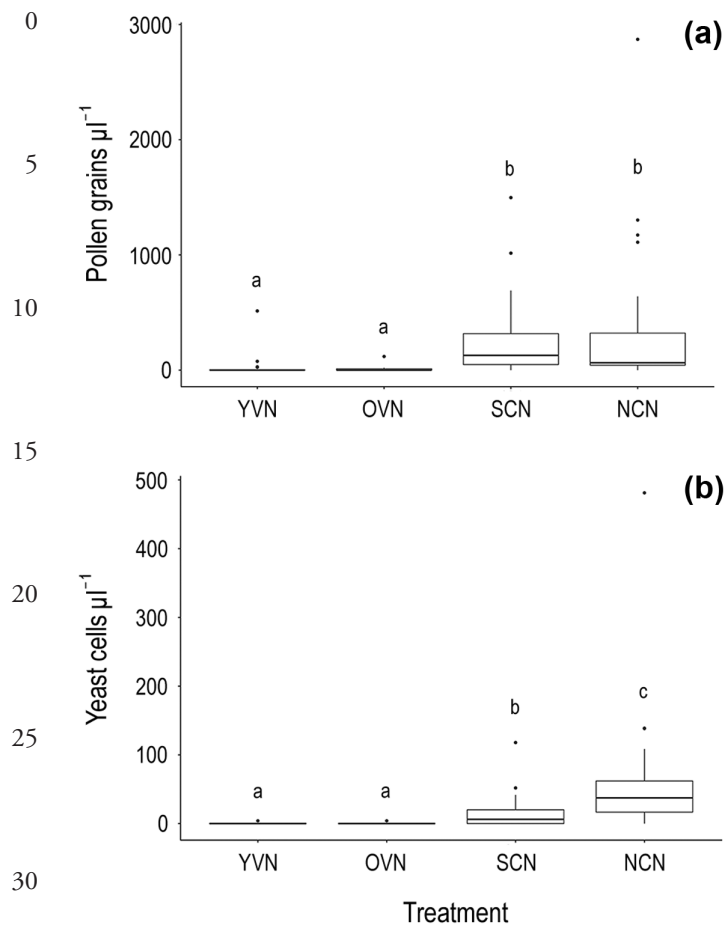 0
5
10
15
20
25
30
(a)
Pollen grains µl⁻¹
3000
2000
1000
0
a
a
b
b
YVN OVN SCN NCN
(b)
Yeast cells µl⁻¹
500
400
300
200
100
0
a
a
b
c
YVN OVN SCN NCN
Treatment